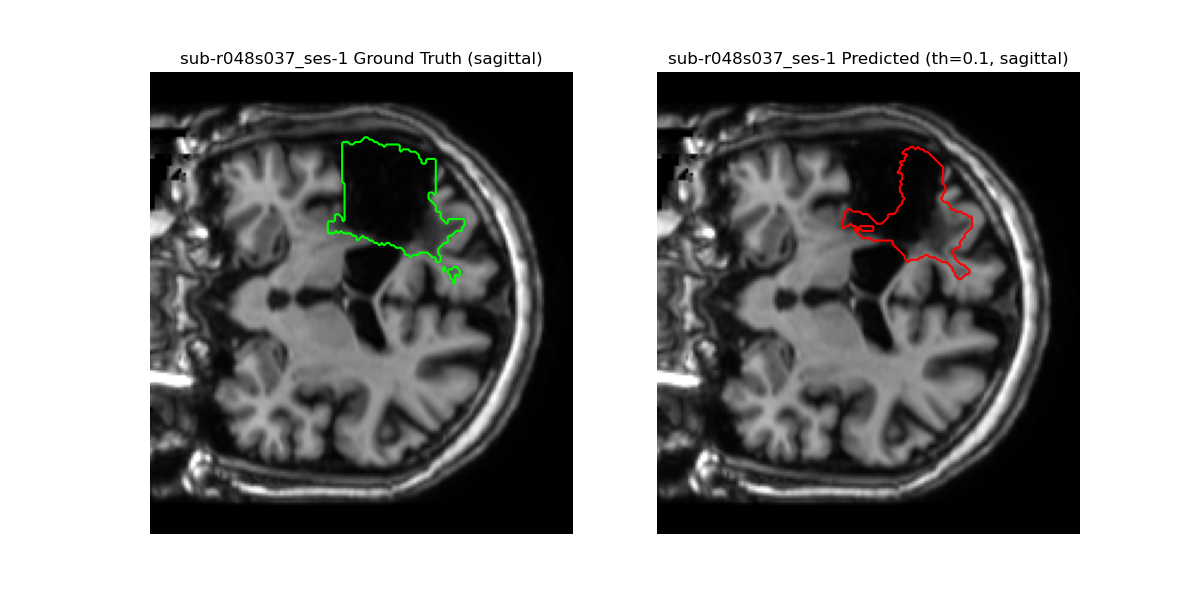 sub-r048s037_ses-1 Ground Truth (sagittal)
sub-r048s037_ses-1 Predicted (th=0.1, sagittal)